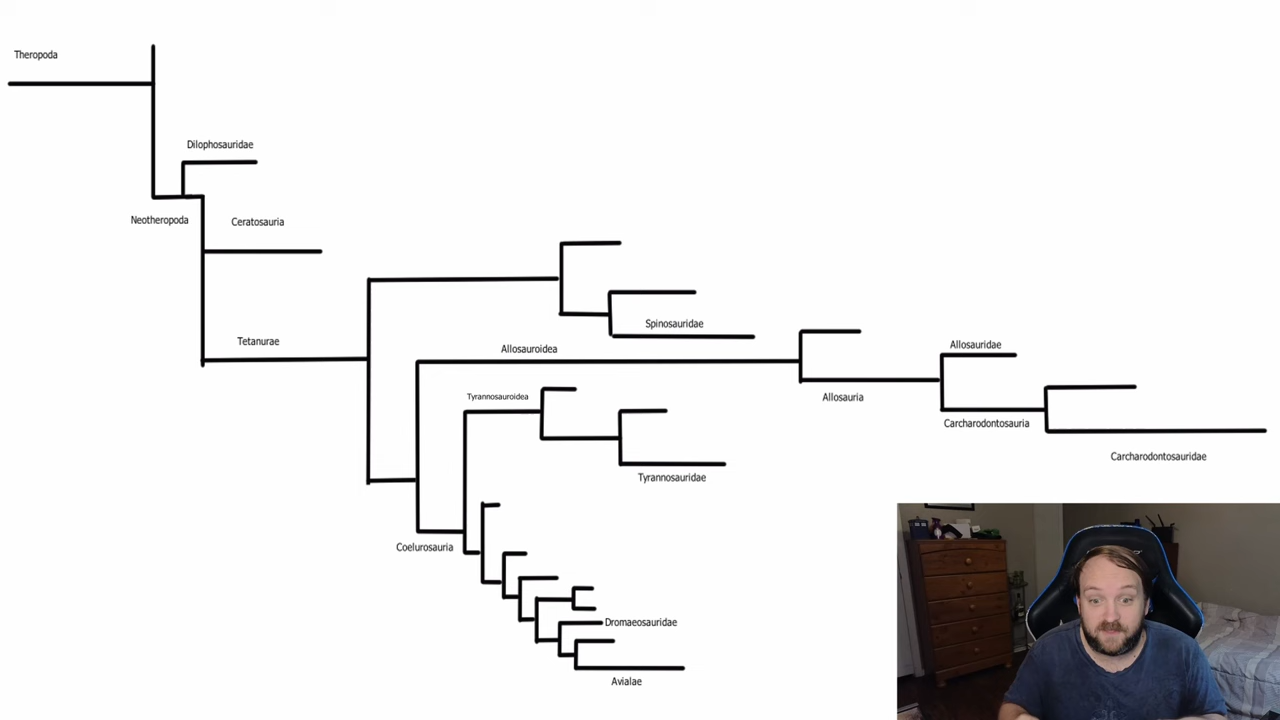 Theropoda
Dilophosauridae
Neotheropoda
Ceratosauria
Tetanurae
Spinosauridae
Allosauroidea
Allosauridae
Tyrannosauroidea
Allosauria
Carcharodontosauria
Carcharodontosauridae
Tyrannosauridae
Coelurosauria
Dromaeosauridae
Avialae